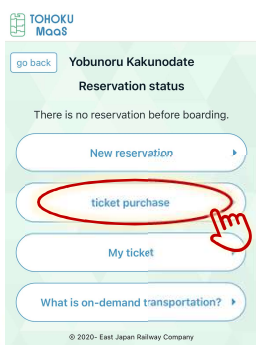 TOHOKU
MaaS
go back
Yobunoru Kakunodate
Reservation status
There is no reservation before boarding.
New reservation
ticket purchase
My ticket
What is on-demand transportation?
© 2020- East Japan Railway Company